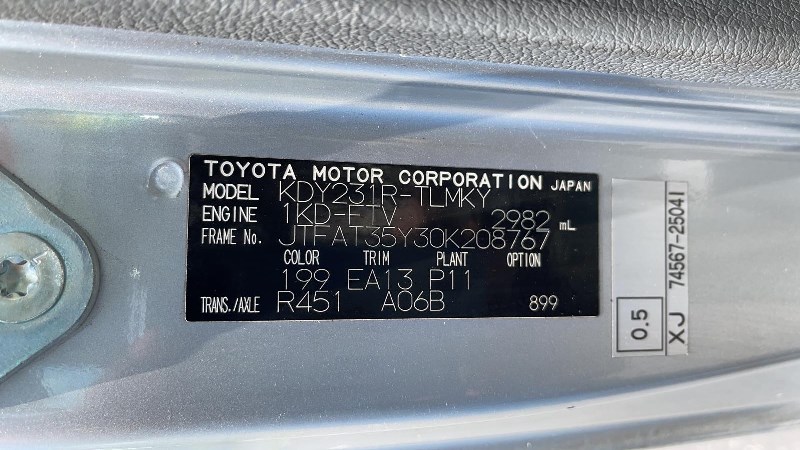 TOYOTA MOTOR CORPORATION JAPAN
MODEL KDY231R-TLMKY
ENGINE 1KD-FTV 2982 mL
FRAME No. JTFAT35Y30K208767
COLOR TRIM PLANT OPTION
199 EA13 P11
TRANS./AXLE R451 A06B 899
0.5
XJ 74567-25041